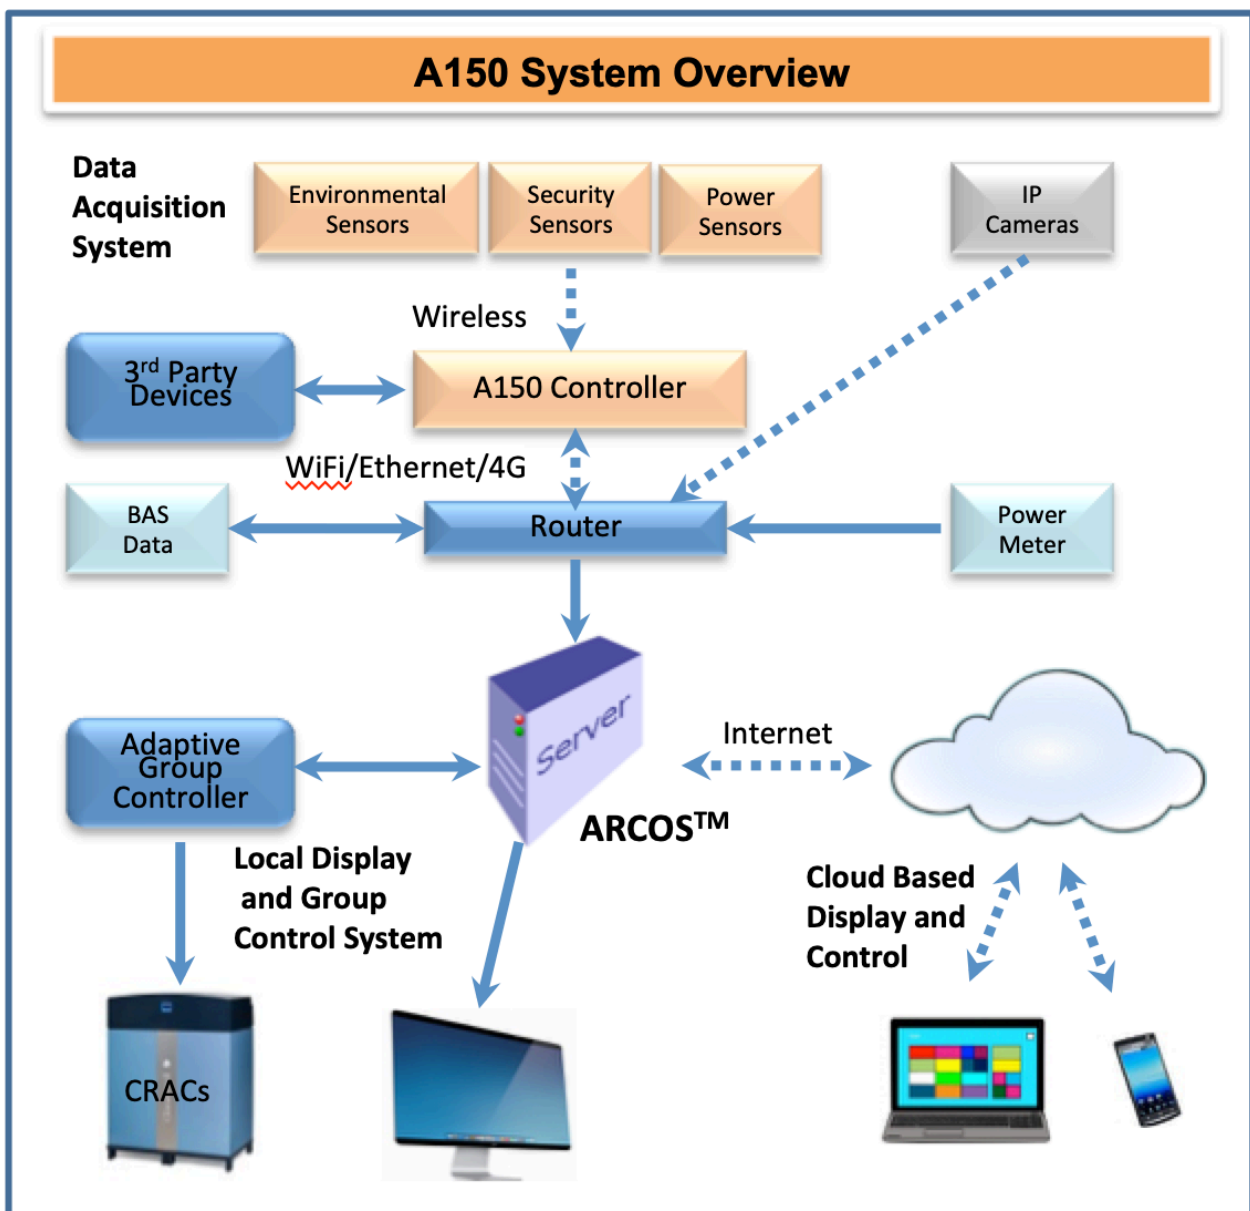 A150 System Overview
Data
Acquisition
System
Environmental
Sensors
Security
Sensors
Power
Sensors
IP
Cameras
Wireless
3rd Party
Devices
A150 Controller
WiFi/Ethernet/4G
BAS
Data
Router
Power
Meter
Server
Internet
Adaptive
Group
Controller
ARCOS™
Local Display
and Group
Control System
Cloud Based
Display and
Control
CRACs